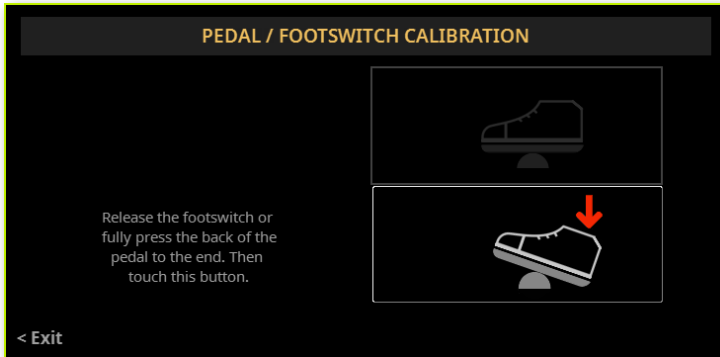 PEDAL / FOOTSWITCH CALIBRATION
Release the footswitch or
fully press the back of the
pedal to the end. Then
touch this button.
< Exit